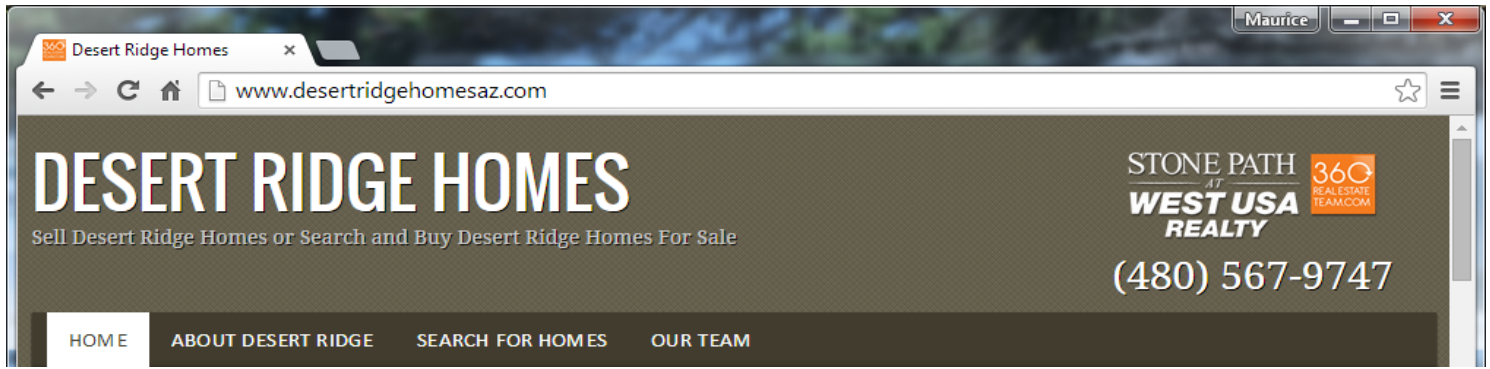 Maurice
360 Desert Ridge Homes
www.desertridgehomesaz.com
DESERT RIDGE HOMES
Sell Desert Ridge Homes or Search and Buy Desert Ridge Homes For Sale
STONE PATH
AT
WEST USA
REALTY
360
REAL ESTATE
TEAM.COM
(480) 567-9747
HOME ABOUT DESERT RIDGE SEARCH FOR HOMES OUR TEAM